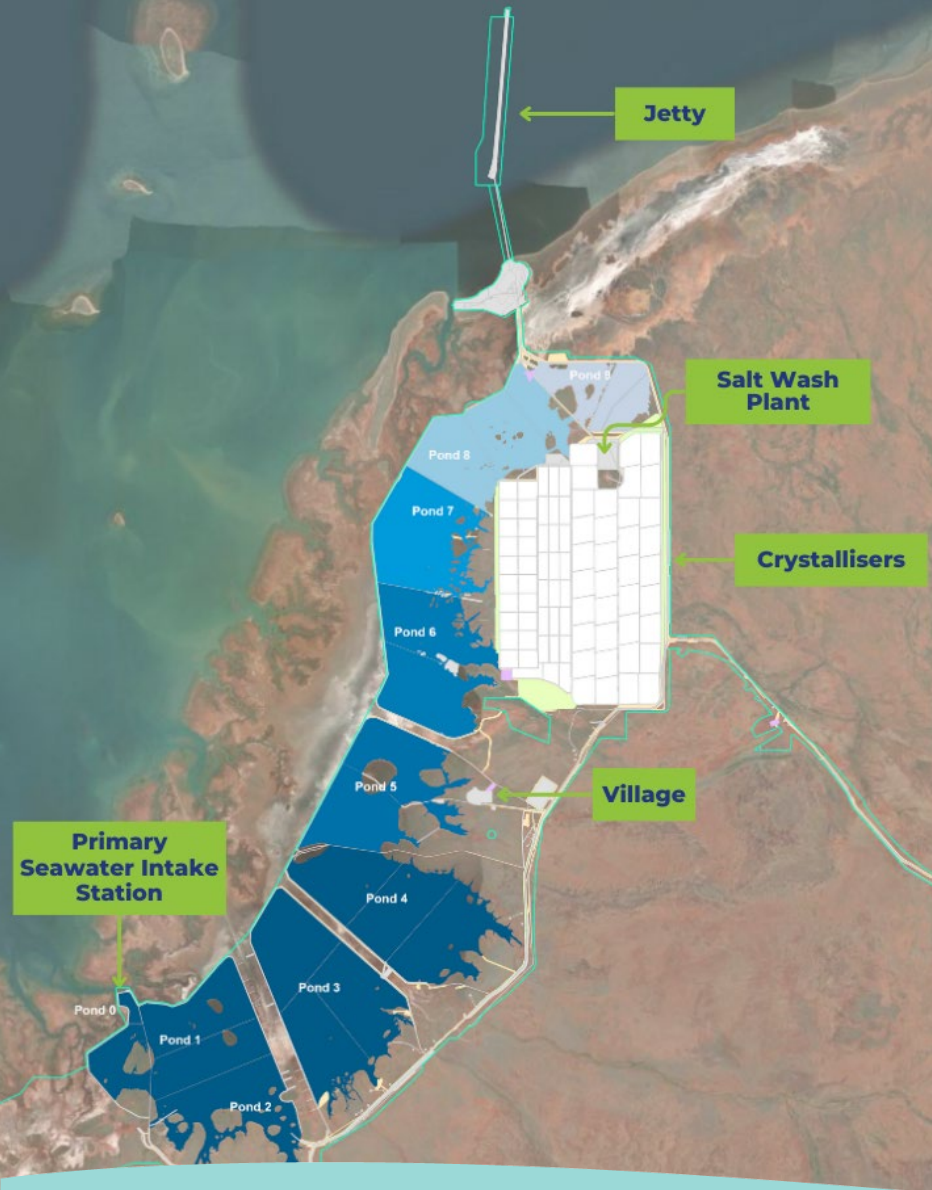 Jetty
Salt Wash
Plant
Pond 9
Pond 8
Pond 7
Crystallisers
Pond 6
Pond 5
Village
Primary
Seawater Intake
Station
Pond 4
Pond 3
Pond 0
Pond 1
Pond 2